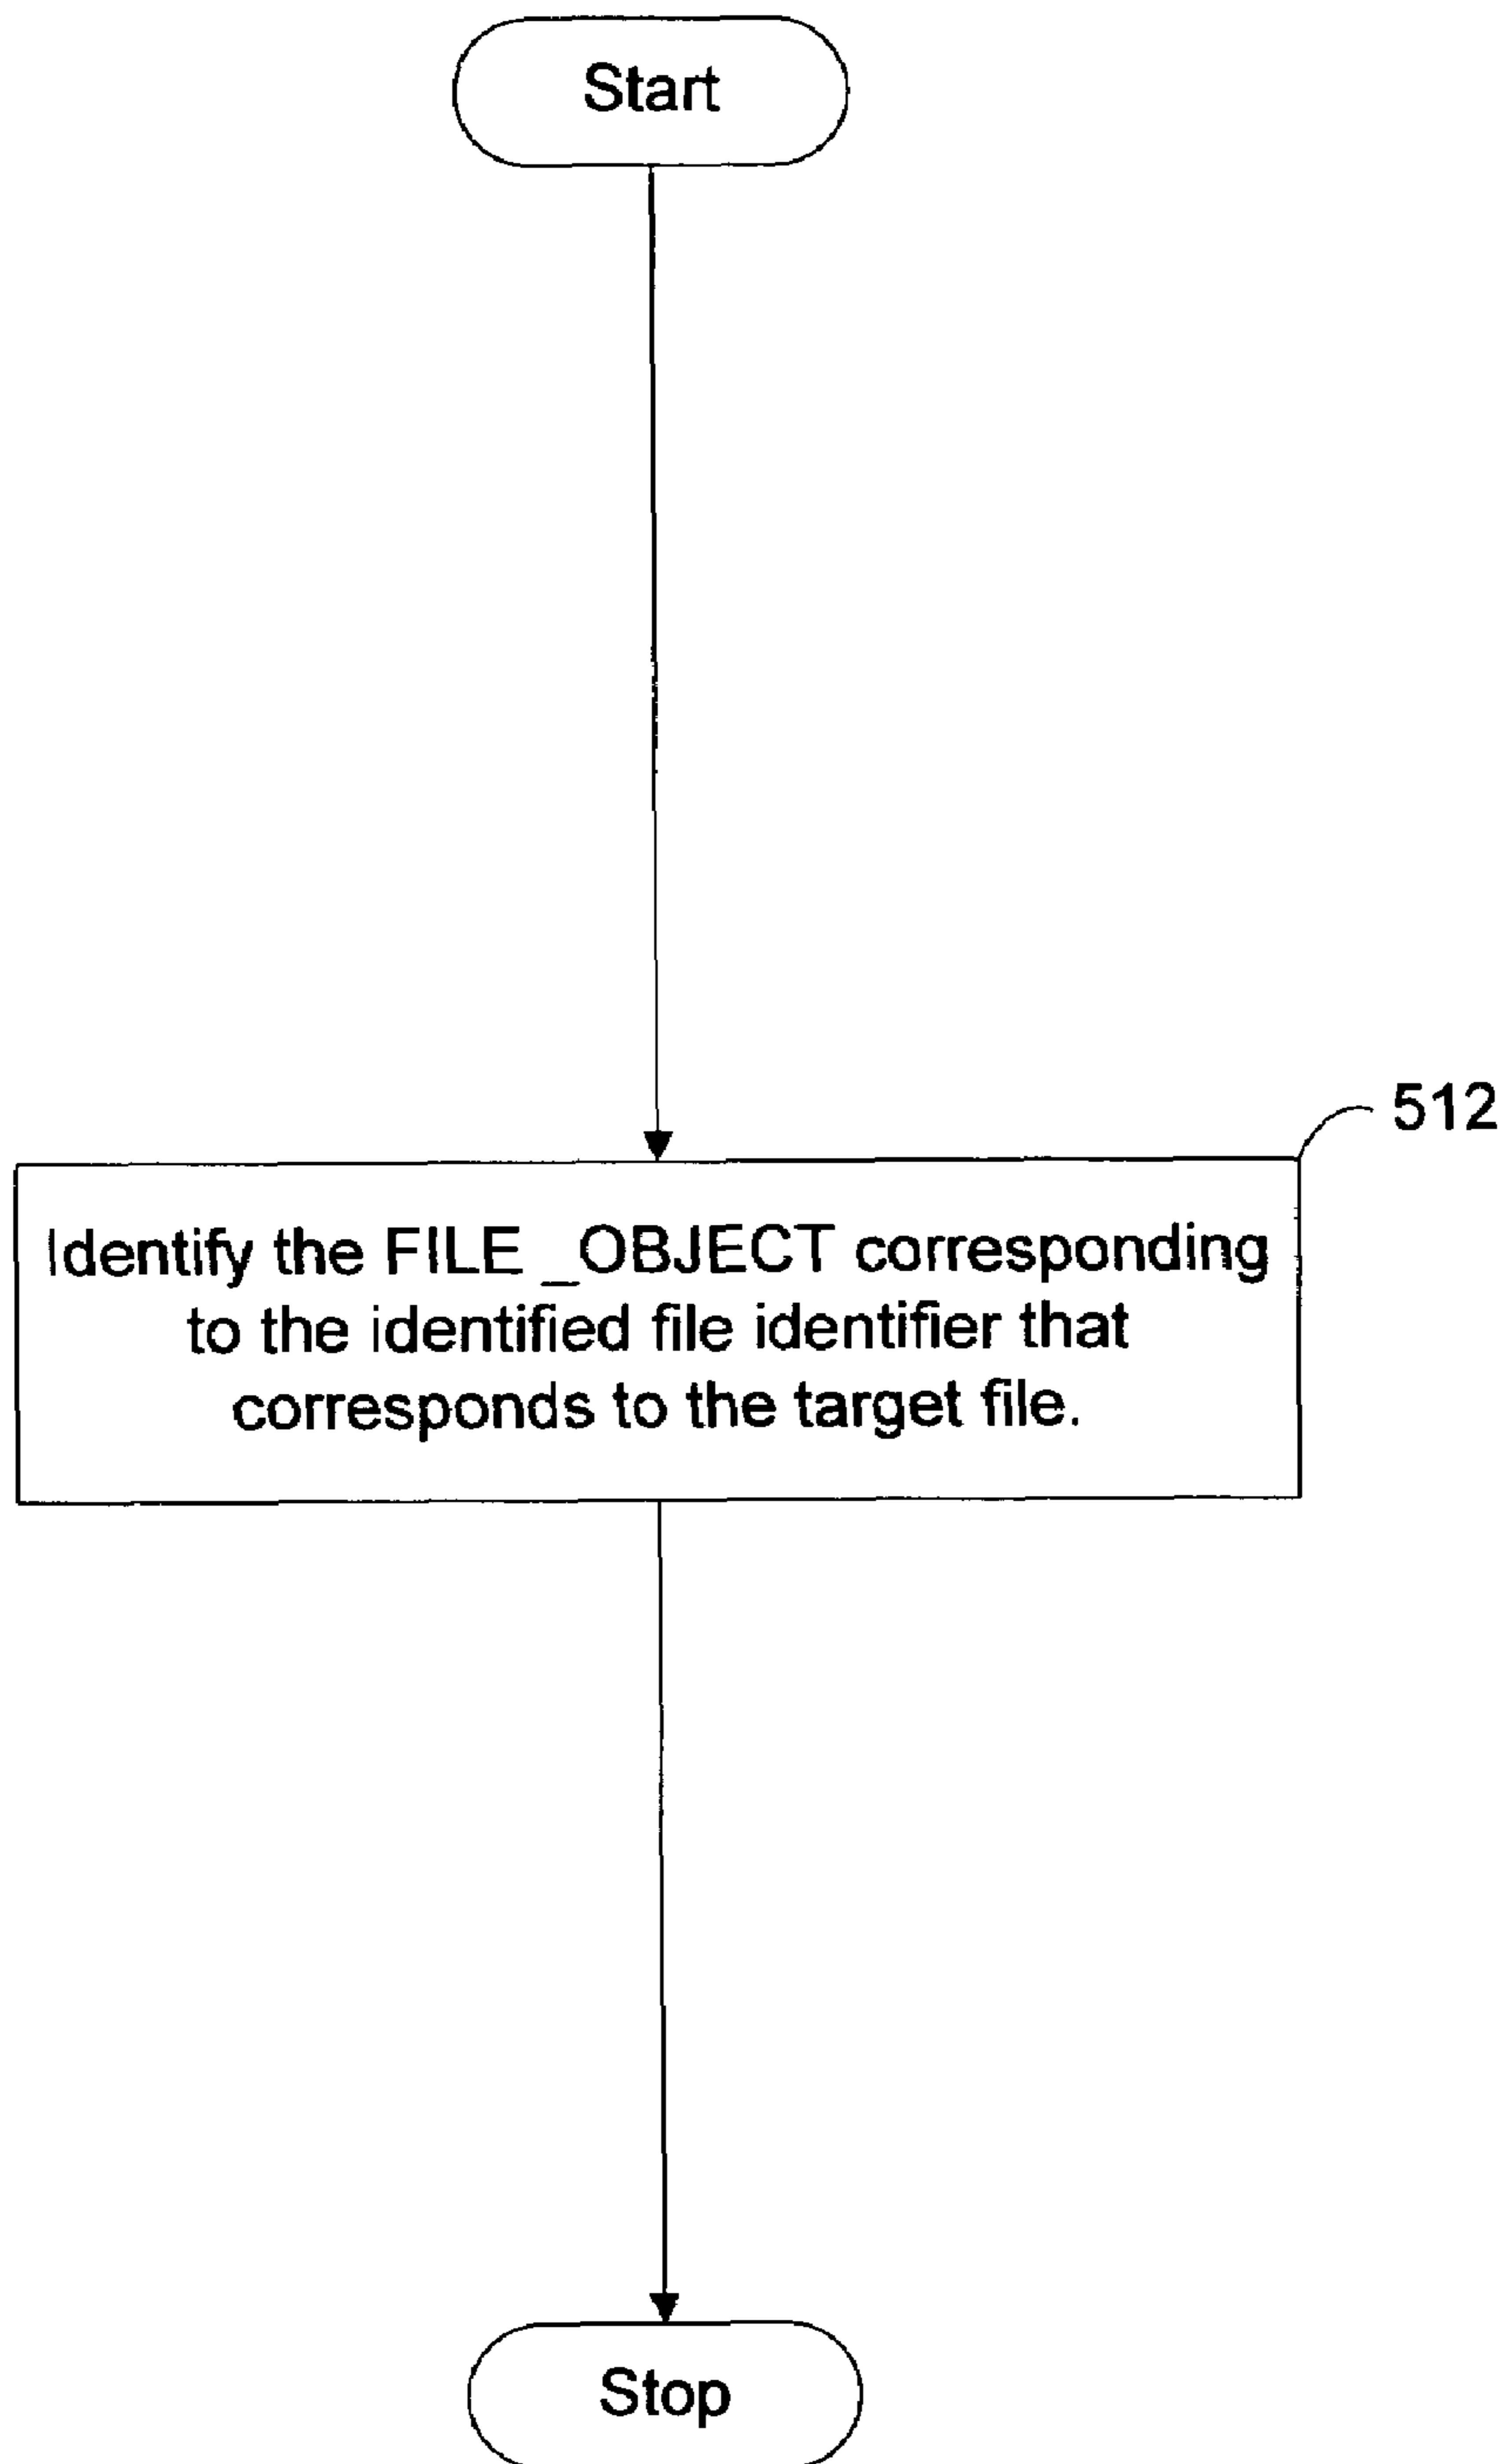 Start
512
Identify the FILE _OBJECT corresponding
to the identified file identifier that
corresponds to the target file.
Stop